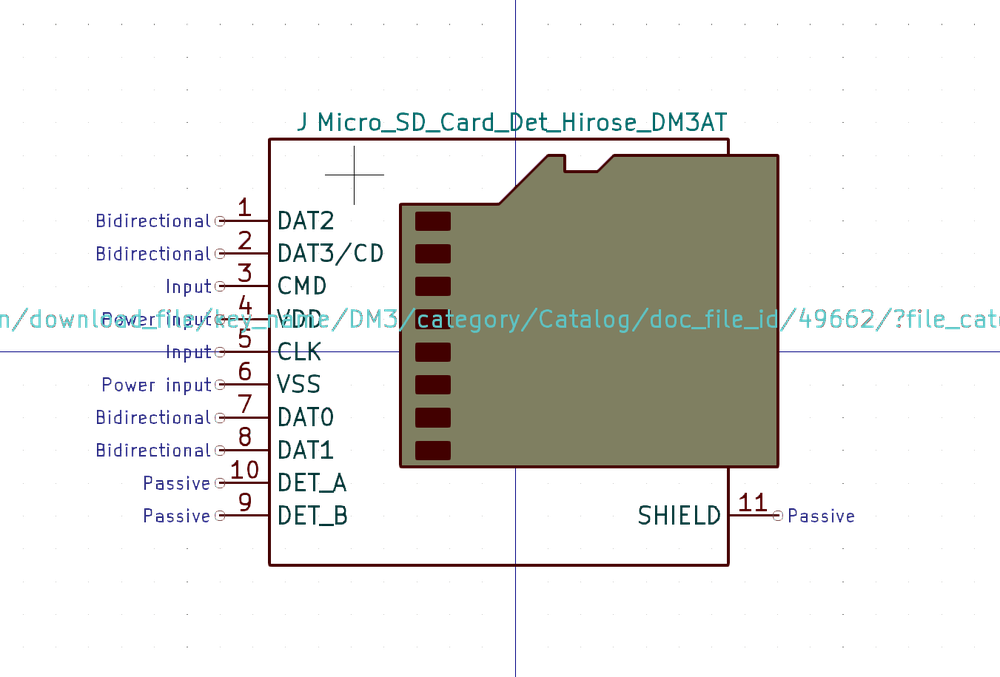 J Micro_SD_Card_Det_Hirose_DM3AT
Bidirectional 1 DAT2
Bidirectional 2 DAT3/CD
Input 3 CMD
Power input 4 VDD
n/download_file/key_name/DM3/category/Catalog/doc_file_id/49662/?file_cate
Input 5 CLK
Power input 6 VSS
Bidirectional 7 DAT0
Bidirectional 8 DAT1
Passive 10 DET_A
Passive 9 DET_B
SHIELD 11 Passive